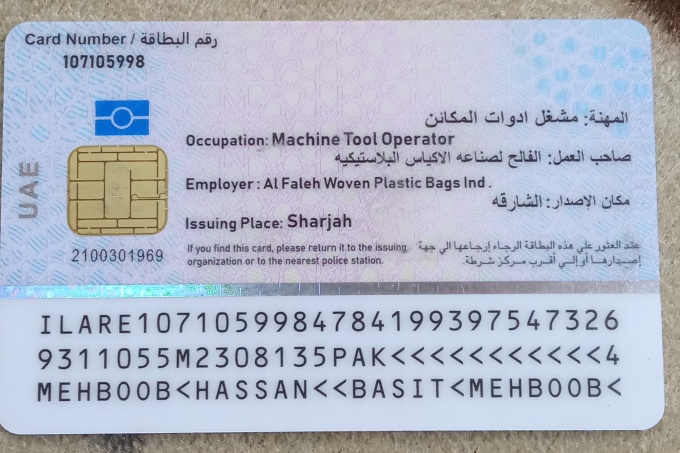 Card Number / رقم البطاقة
107105998
المهنة: مشغل ادوات المكائن
Occupation: Machine Tool Operator
صاحب العمل: الفالح لصناعه الاكياس البلاستيكيه
Employer : Al Faleh Woven Plastic Bags Ind .
مكان الإصدار: الشارقه
Issuing Place: Sharjah
UAE
2100301969
If you find this card, please return it to the issuing
organization or to the nearest police station.
عند العثور على هذه البطاقة الرجاء إرجاعها الي جهة
إصدارها أو إلي أقرب مركز شرطة.
ILARE1071059984784199397547326
9311055M2308135PAK<<<<<<<<<<<4
MEHBOOB<HASSAN<<BASIT<MEHBOOB<